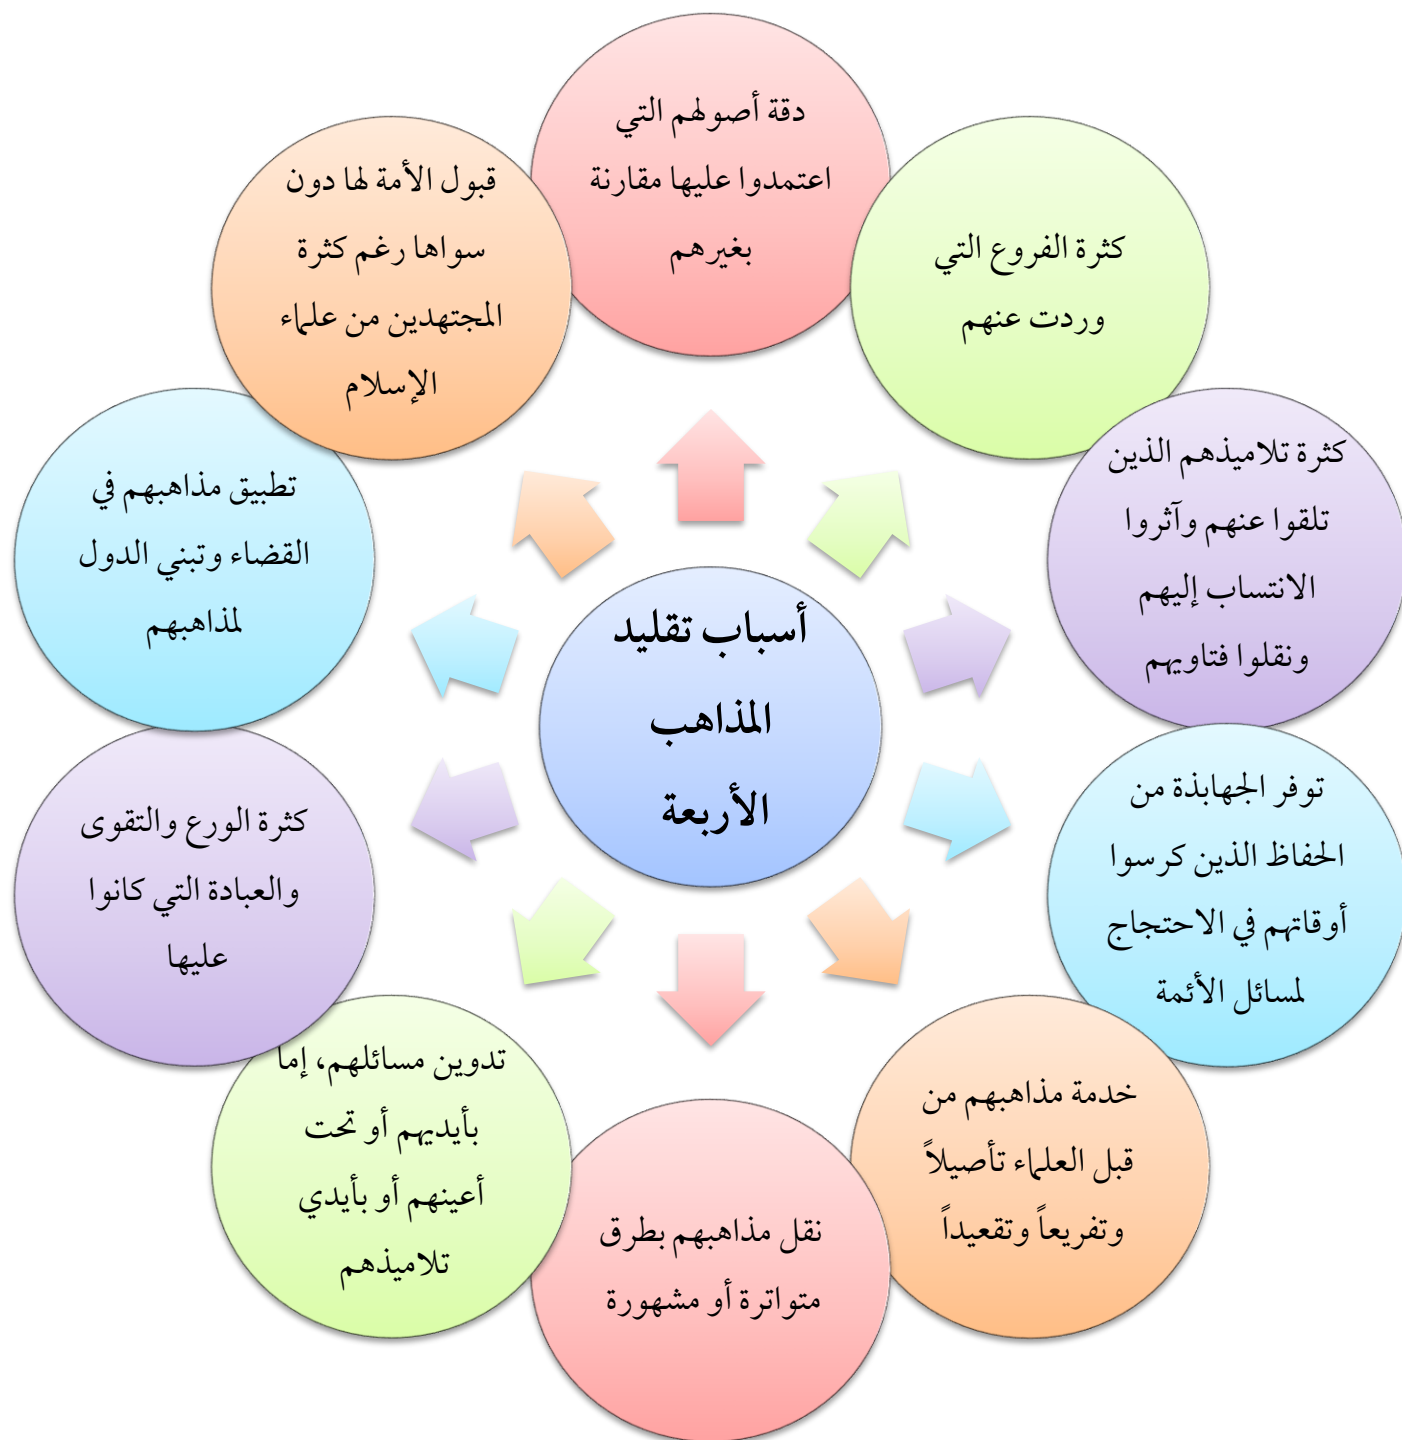 أسباب تقليد
المذاهب
الأربعة
دقة أصولهم التي
اعتمدوا عليها مقارنة
بغيرهم
كثرة الفروع التي
وردت عنهم
كثرة تلاميذهم الذين
تلقوا عنهم وآثروا
الانتساب إليهم
ونقلوا فتاويهم
توفر الجهابذة من
الحفاظ الذين كرسوا
أوقاتهم في الاحتجاج
لمسائل الأئمة
خدمة مذاهبهم من
قبل العلماء تأصيلاً
وتفريعاً وتقعيداً
نقل مذاهبهم بطرق
متواترة أو مشهورة
تدوين مسائلهم، إما
بأيديهم أو تحت
أعينهم أو بأيدي
تلاميذهم
كثرة الورع والتقوى
والعبادة التي كانوا
عليها
تطبيق مذاهبهم في
القضاء وتبني الدول
لمذاهبهم
قبول الأمة لها دون
سواها رغم كثرة
المجتهدين من علماء
الإسلام